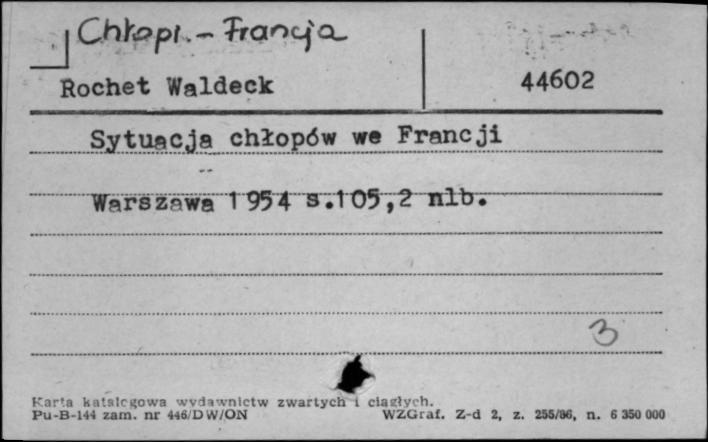 Chłopi. - Francja
Rochet Waldeck
44602
Sytuacja chłopów we Francji
Warszawa 1954 s.105,2 nlb.
3
Karta katalogowa wydawnictw zwartych i ciągłych.
Pu-B-144 zam. nr 446/DW/ON
WZGraf. Z-d 2, z. 255/86, n. 6 350 000